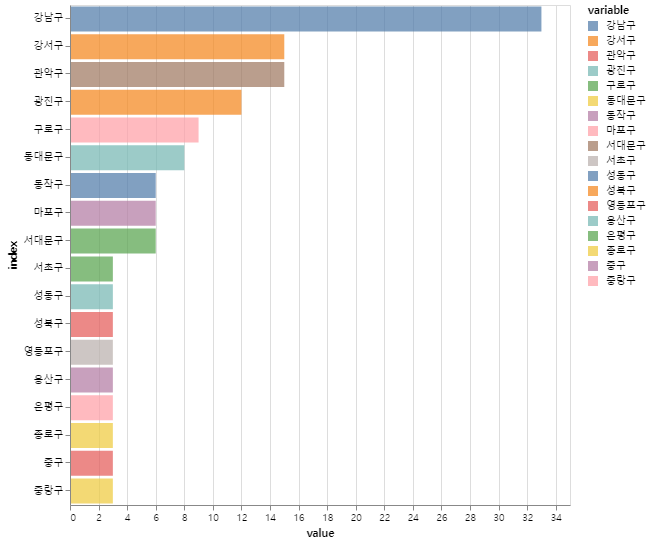 강남구
강서구
관악구
광진구
구로구
동대문구
동작구
마포구
서대문구
서초구
성동구
성북구
영등포구
용산구
은평구
종로구
중구
중랑구
index
0 2 4 6 8 10 12 14 16 18 20 22 24 26 28 30 32 34
value
variable
강남구
강서구
관악구
광진구
구로구
동대문구
동작구
마포구
서대문구
서초구
성동구
성북구
영등포구
용산구
은평구
종로구
중구
중랑구